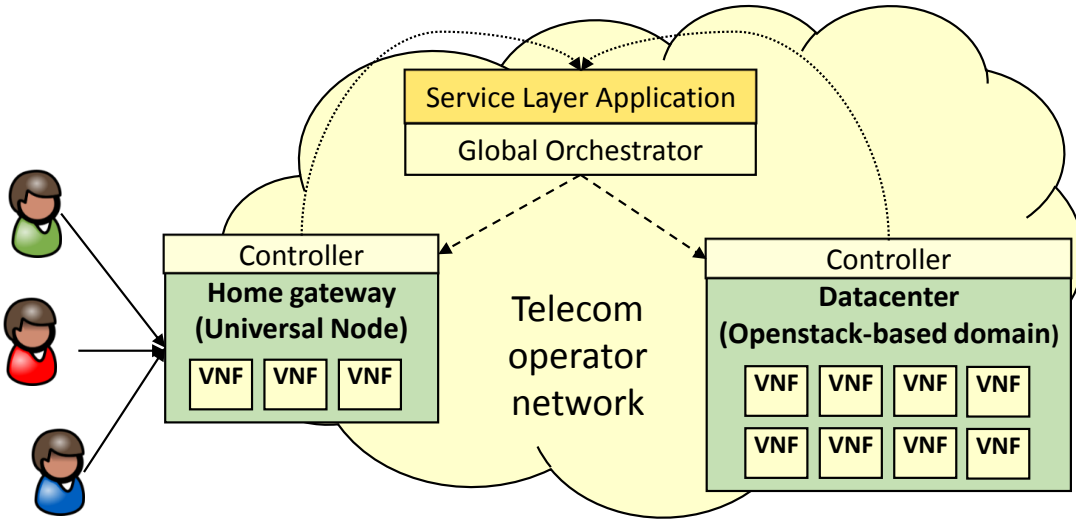 Service Layer Application
Global Orchestrator
Controller
Home gateway
(Universal Node)
VNF VNF VNF
Telecom
operator
network
Controller
Datacenter
(Openstack-based domain)
VNF VNF VNF VNF
VNF VNF VNF VNF